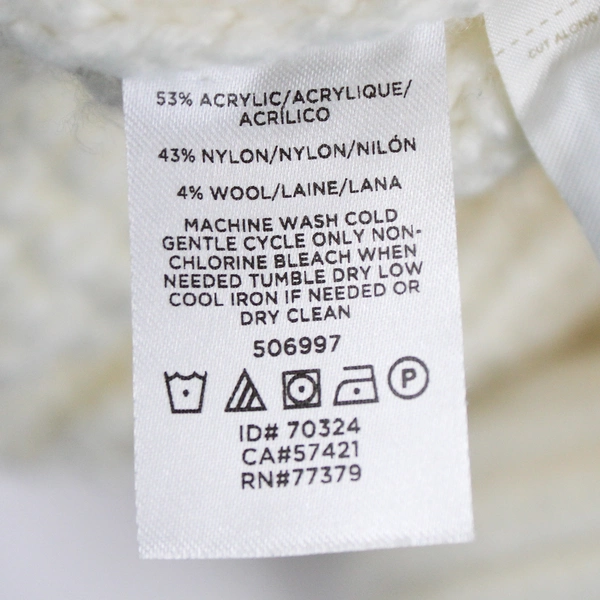 CUT ALONG
53% ACRYLIC/ACRYLIQUE/
ACRÍLICO
43% NYLON/NYLON/NILÓN
4% WOOL/LAINE/LANA
MACHINE WASH COLD
GENTLE CYCLE ONLY NON-
CHLORINE BLEACH WHEN
NEEDED TUMBLE DRY LOW
COOL IRON IF NEEDED OR
DRY CLEAN
506997
P
ID# 70324
CA#57421
RN#77379